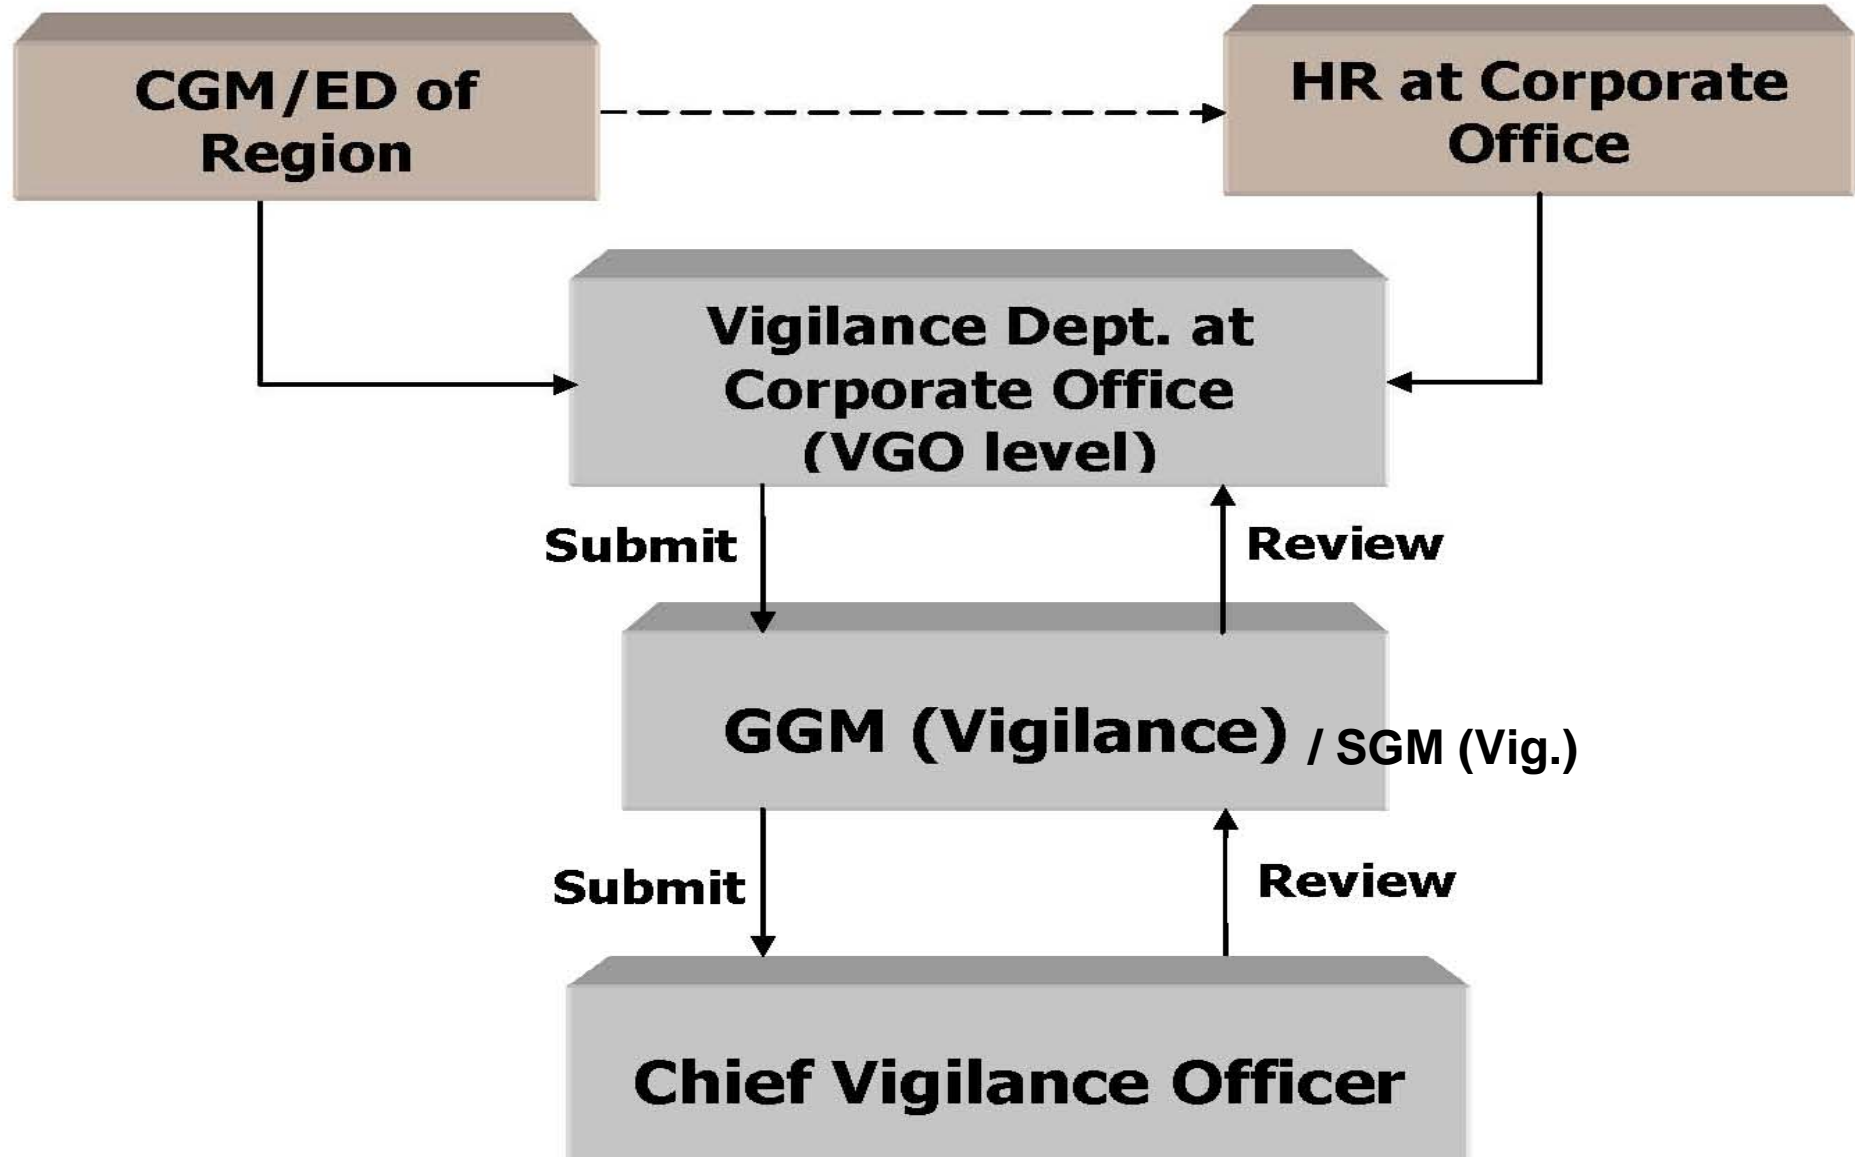 CGM/ED of
Region
HR at Corporate
Office
Vigilance Dept. at
Corporate Office
(VGO level)
Submit
Review
GGM (Vigilance) / SGM (Vig.)
Submit
Review
Chief Vigilance Officer